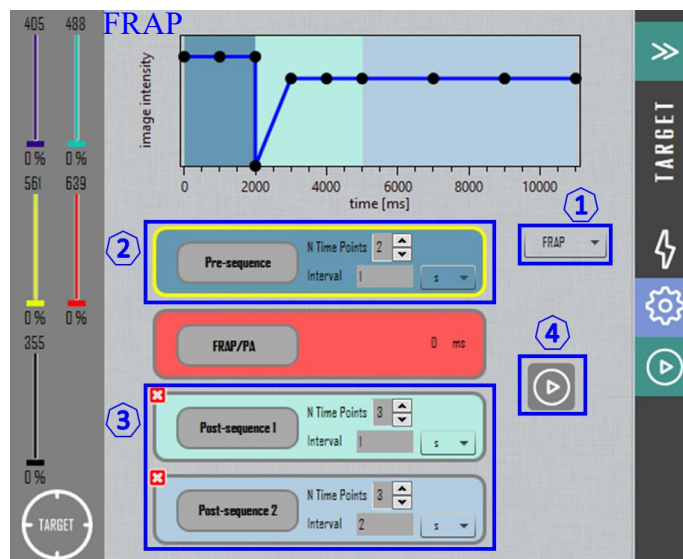 405 488 FRAP
0 % 0 %
561 639
0 % 0 %
355
0 %
TARGET
image intensity
0 2000 4000 6000 8000 10000
time [ms]
TARGET
1
FRAP
2
Pre-sequence
N Time Points 2
Interval 1 s
FRAP/PA 0 ms
4
3
Post-sequence 1
N Time Points 3
Interval 1 s
Post-sequence 2
N Time Points 3
Interval 2 s